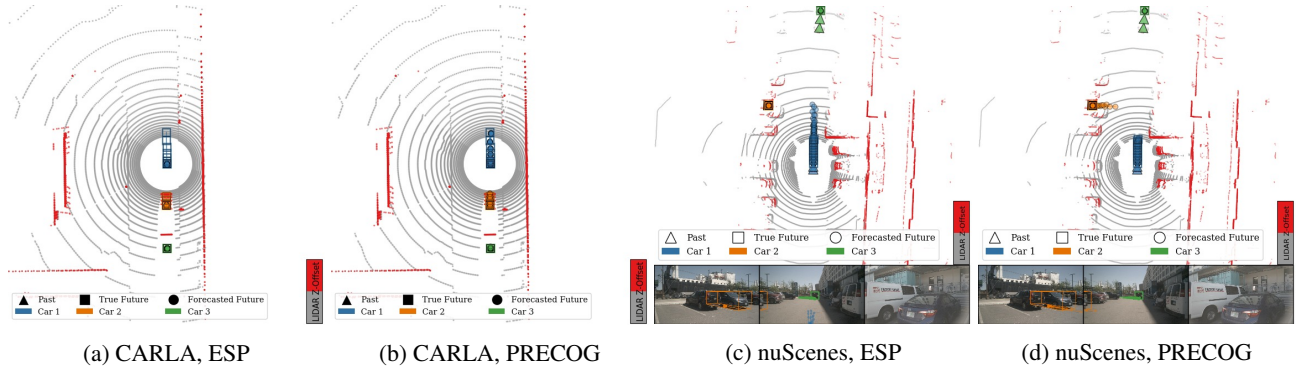 Past True Future Forecasted Future
Car 1 Car 2 Car 3
LiDAR Z-Offset
Past True Future Forecasted Future
Car 1 Car 2 Car 3
LiDAR Z-Offset
Past True Future Forecasted Future
Car 1 Car 2 Car 3
LiDAR Z-Offset
Past True Future Forecasted Future
Car 1 Car 2 Car 3
LiDAR Z-Offset
(a) CARLA, ESP
(b) CARLA, PRECOG
(c) nuScenes, ESP
(d) nuScenes, PRECOG